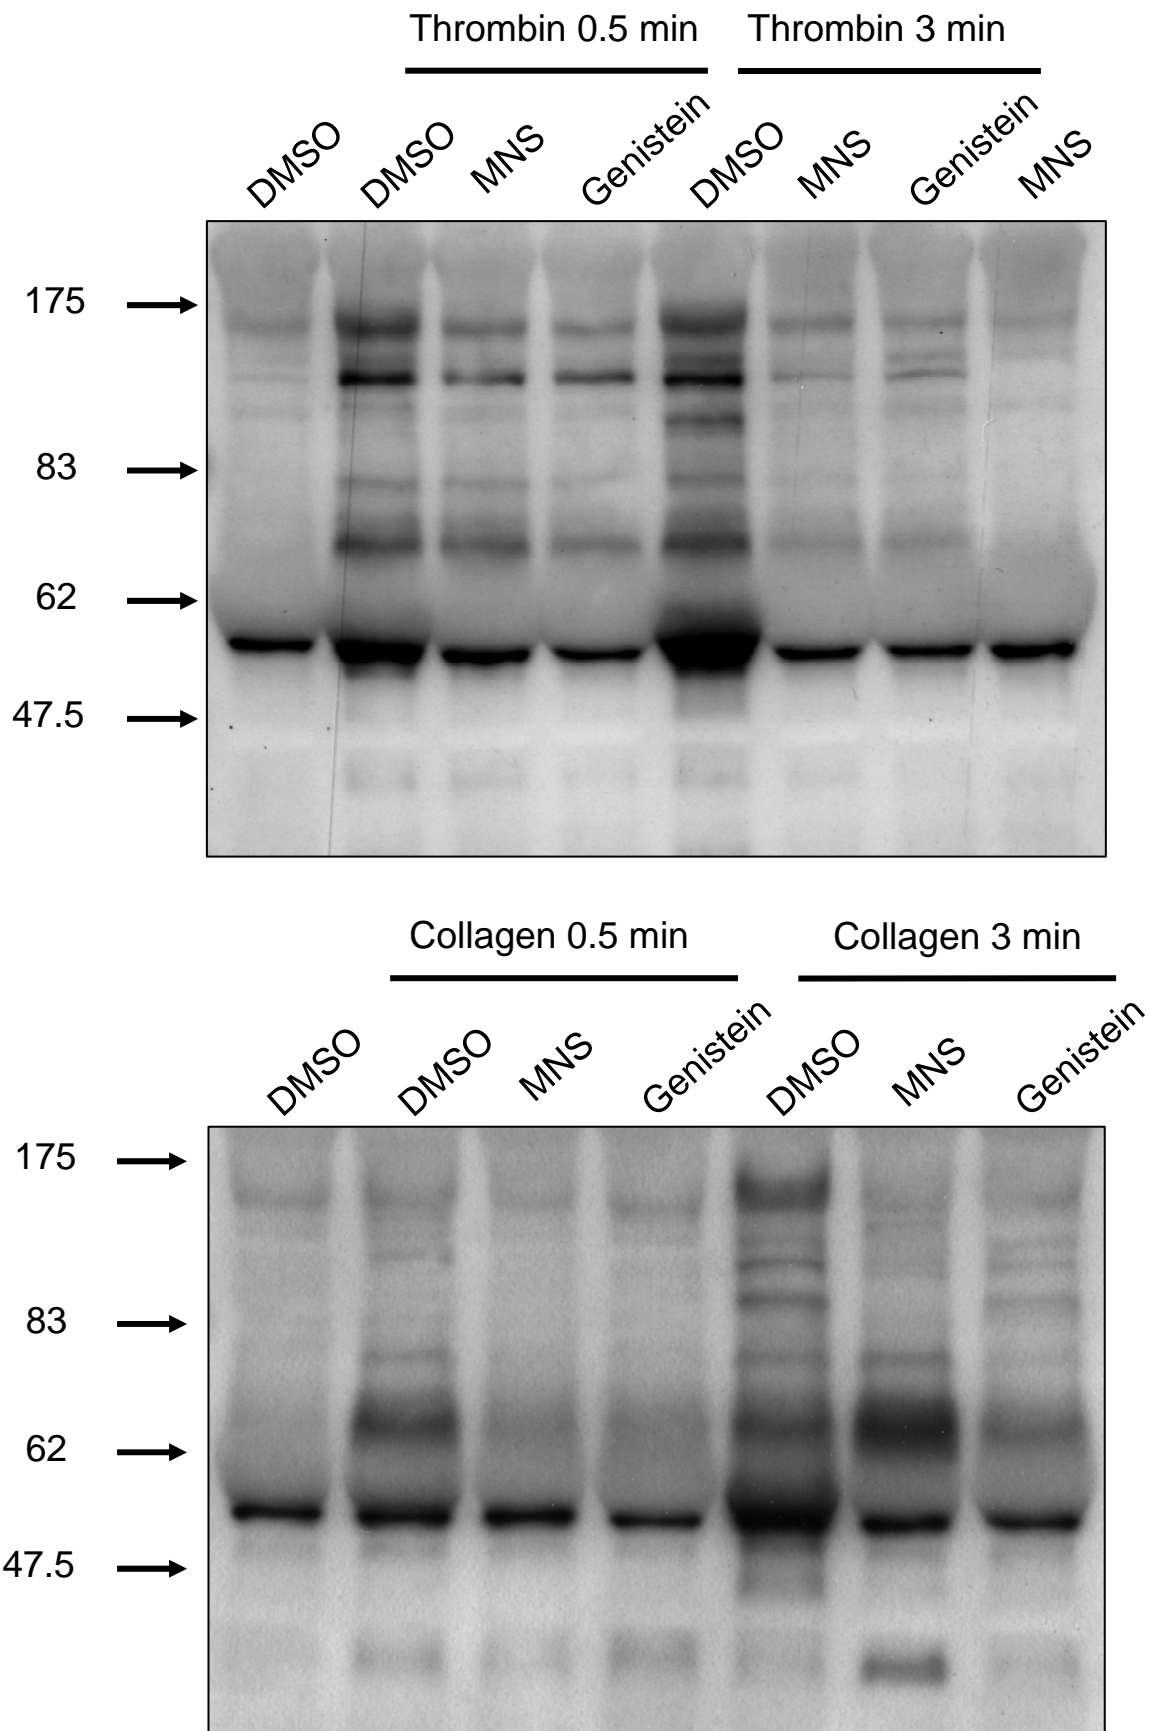 Thrombin 0.5 min Thrombin 3 min
DMSO DMSO MNS Genistein DMSO MNS Genistein MNS
175
83
62
47.5
Collagen 0.5 min Collagen 3 min
DMSO DMSO MNS Genistein DMSO MNS Genistein
175
83
62
47.5